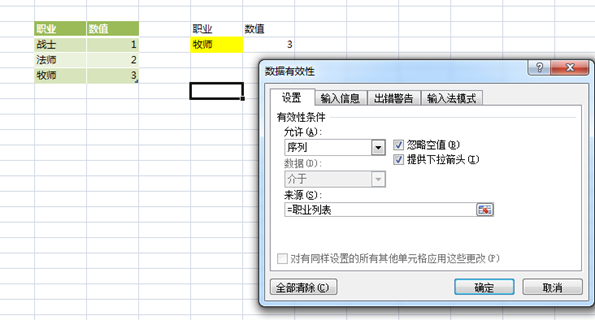 职业 数值 职业 数值
战士 1 牧师 3
法师 2
牧师 3
数据有效性
设置 输入信息 出错警告 输入法模式
有效性条件
允许(A):
序列 忽略空值(B)
数据(D): 提供下拉箭头(I)
介于
来源(S):
=职业列表
对有同样设置的所有其他单元格应用这些更改(P)
全部清除(C) 确定 取消